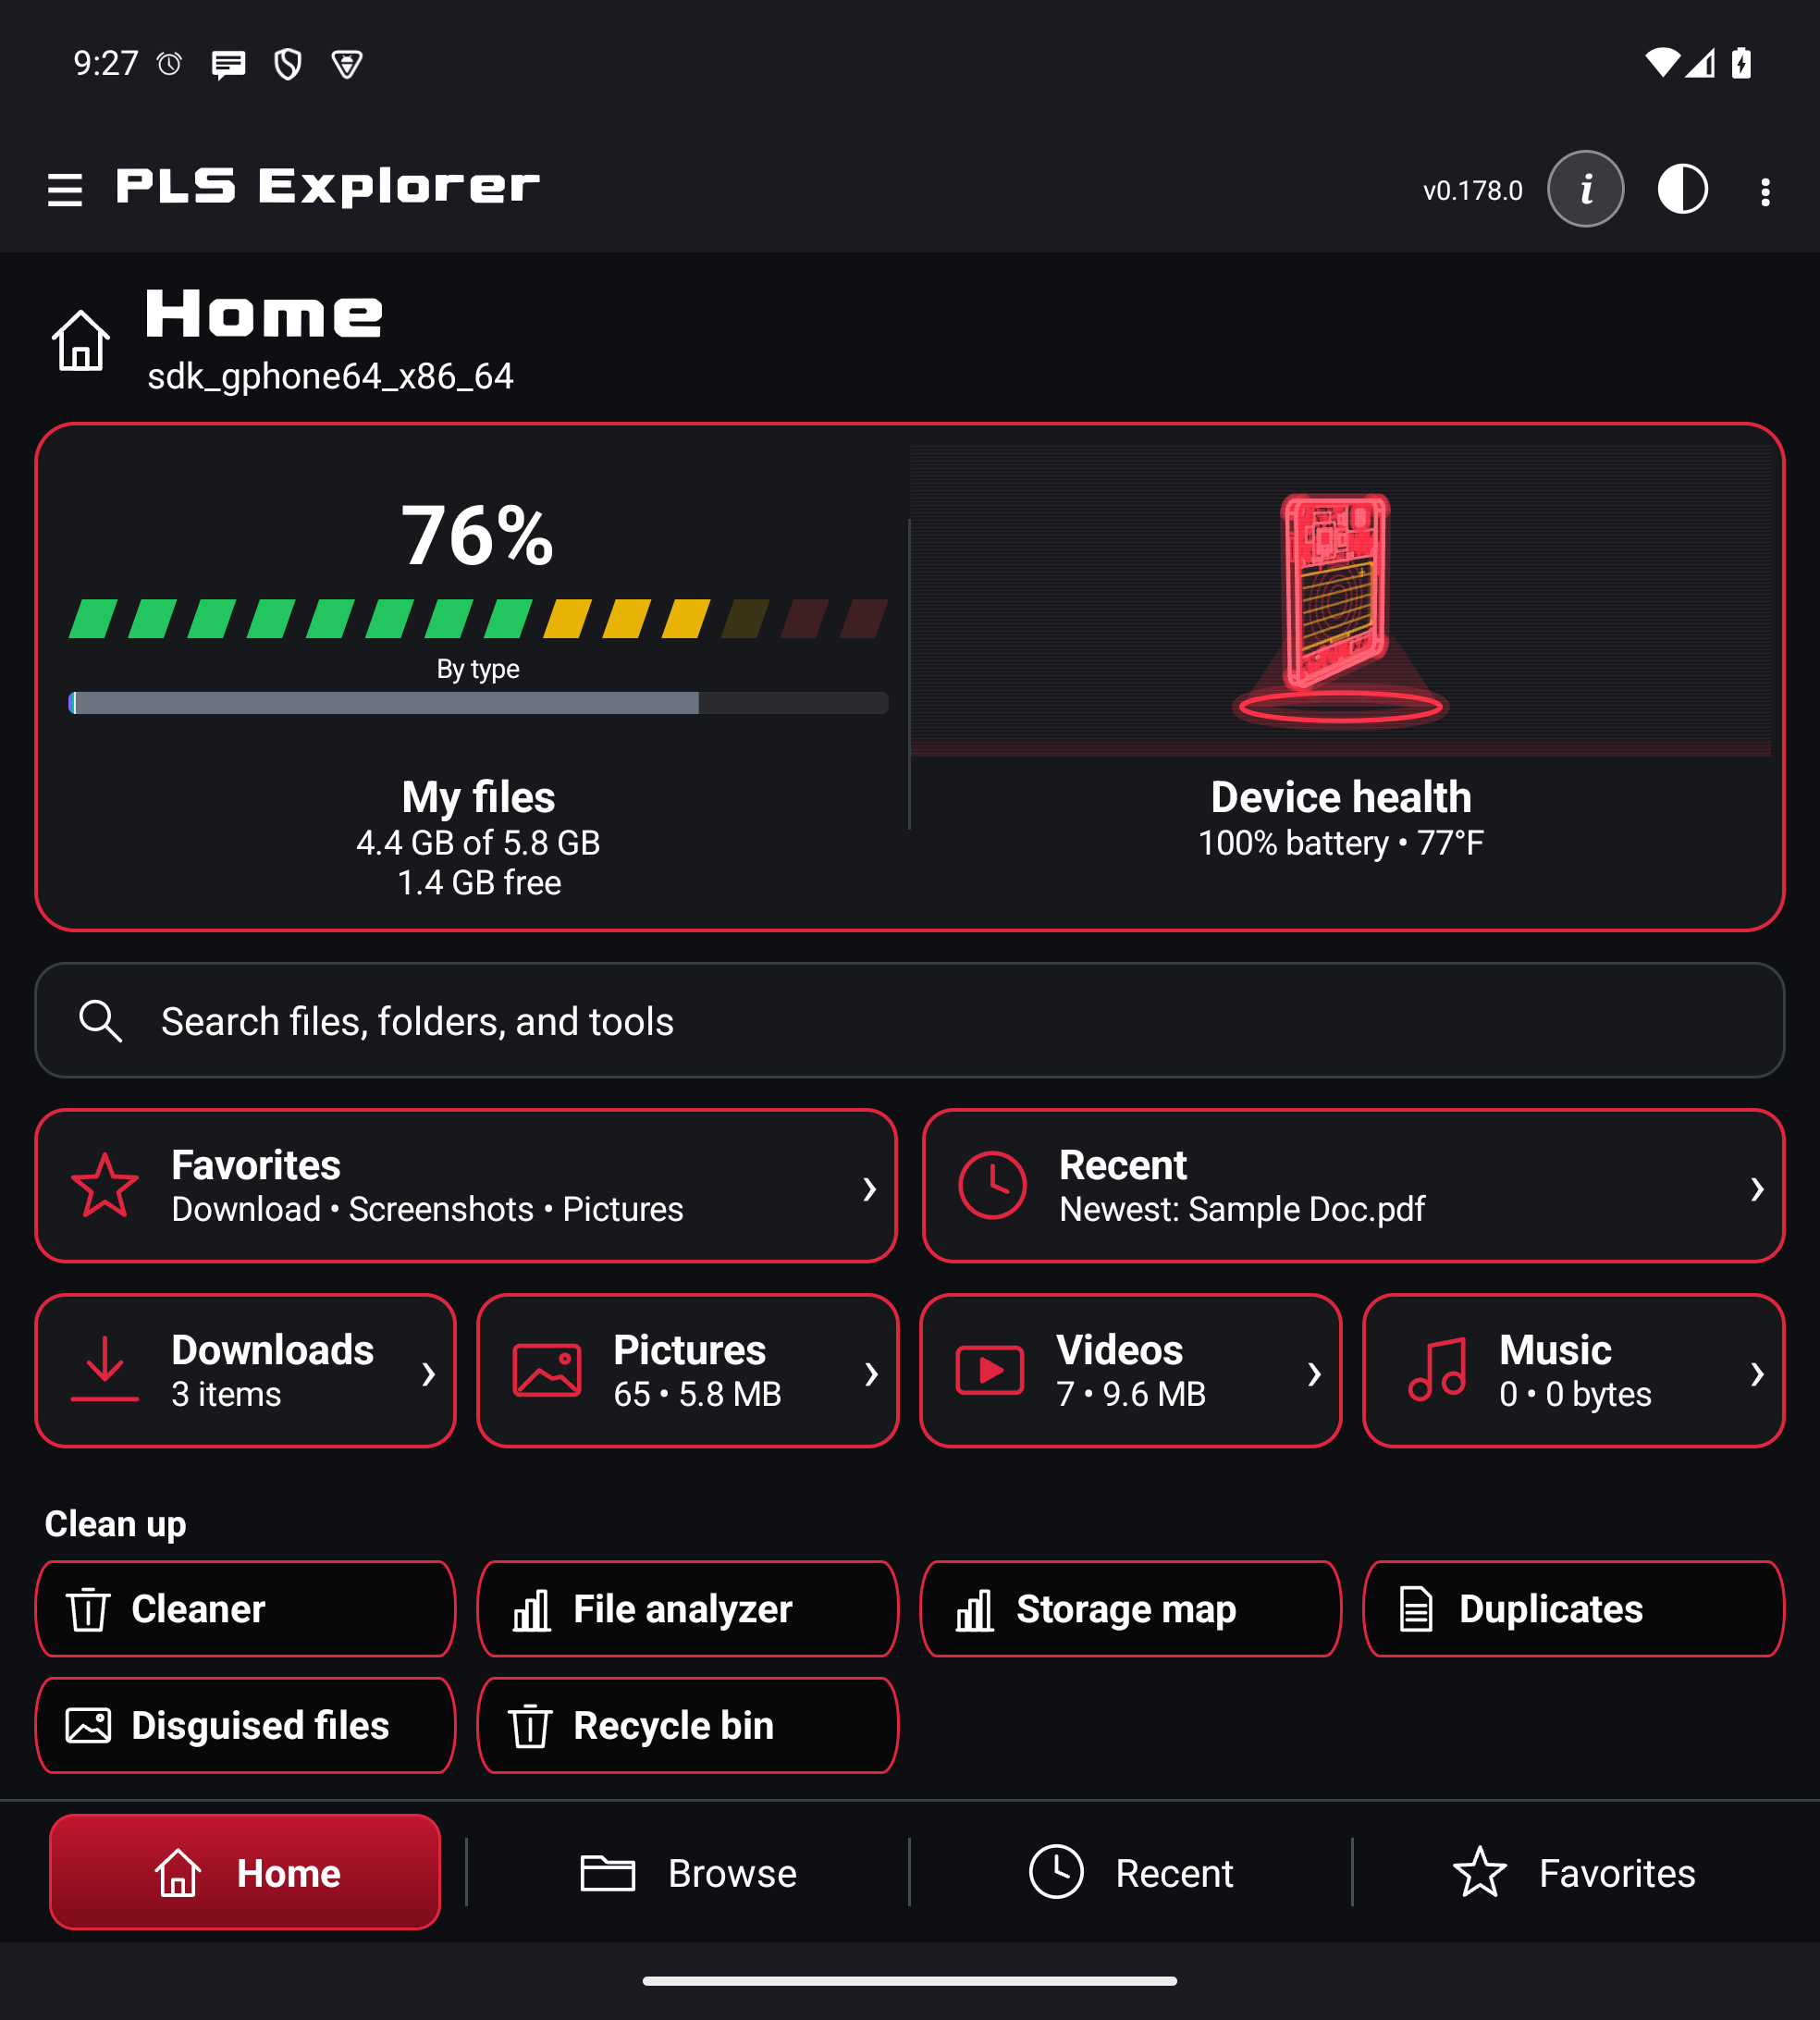 9:27
PLS Explorer
v0.178.0
i
Home
sdk_gphone64_x86_64
76%
By type
My files
4.4 GB of 5.8 GB
1.4 GB free
Device health
100% battery • 77°F
Search files, folders, and tools
Favorites
Download • Screenshots • Pictures
Recent
Newest: Sample Doc.pdf
Downloads
3 items
Pictures
65 • 5.8 MB
Videos
7 • 9.6 MB
Music
0 • 0 bytes
Clean up
Cleaner
File analyzer
Storage map
Duplicates
Disguised files
Recycle bin
Home
Browse
Recent
Favorites